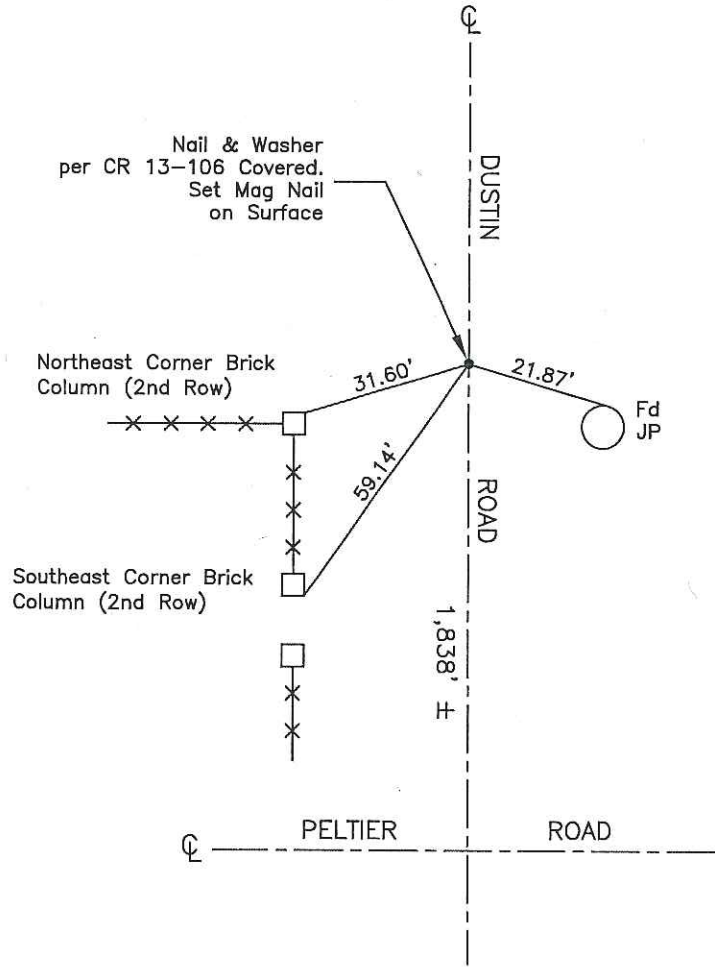 ℄
Nail & Washer
per CR 13-106 Covered.
Set Mag Nail
on Surface
DUSTIN
Northeast Corner Brick
Column (2nd Row)
31.60'
21.87'
Fd
JP
59.14'
ROAD
Southeast Corner Brick
Column (2nd Row)
1,838' ±
PELTIER ROAD
℄